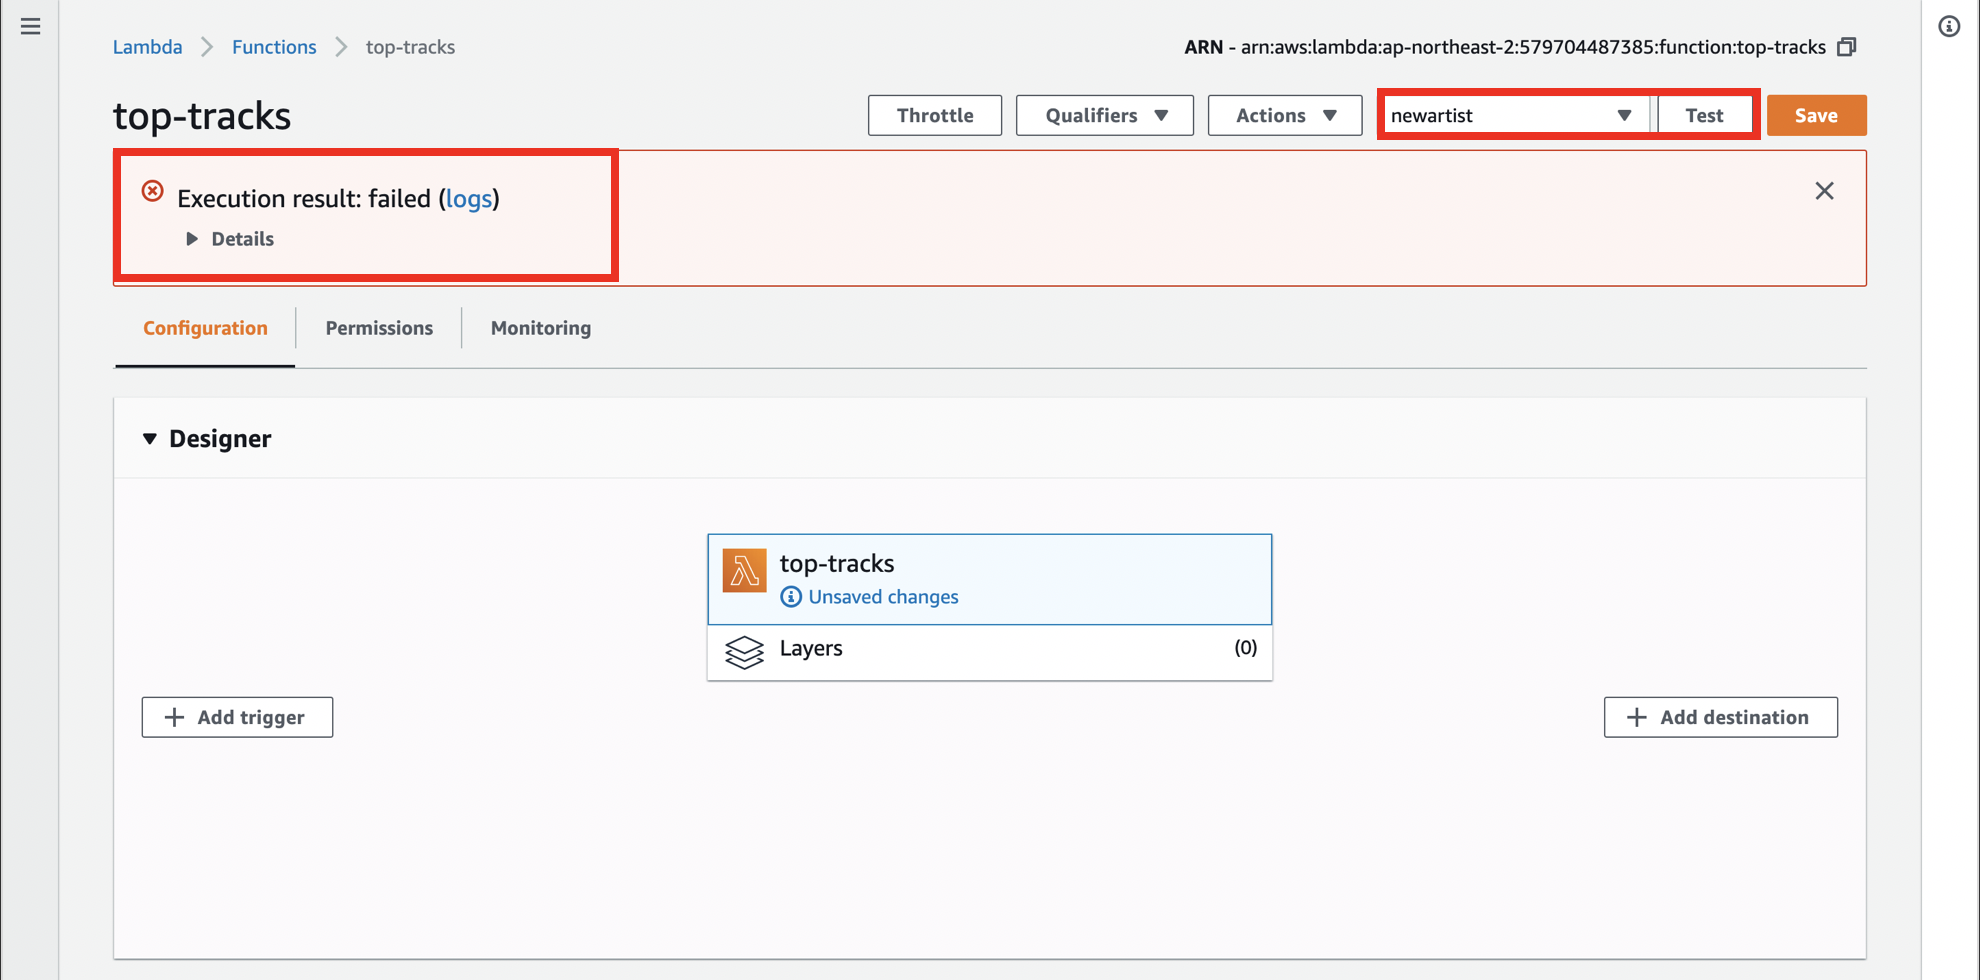 Lambda > Functions > top-tracks
ARN - arn:aws:lambda:ap-northeast-2:579704487385:function:top-tracks
top-tracks
Throttle
Qualifiers
Actions
newartist
Test
Save
Execution result: failed (logs)
Details
Configuration
Permissions
Monitoring
Designer
top-tracks
Unsaved changes
Layers (0)
+ Add trigger
+ Add destination